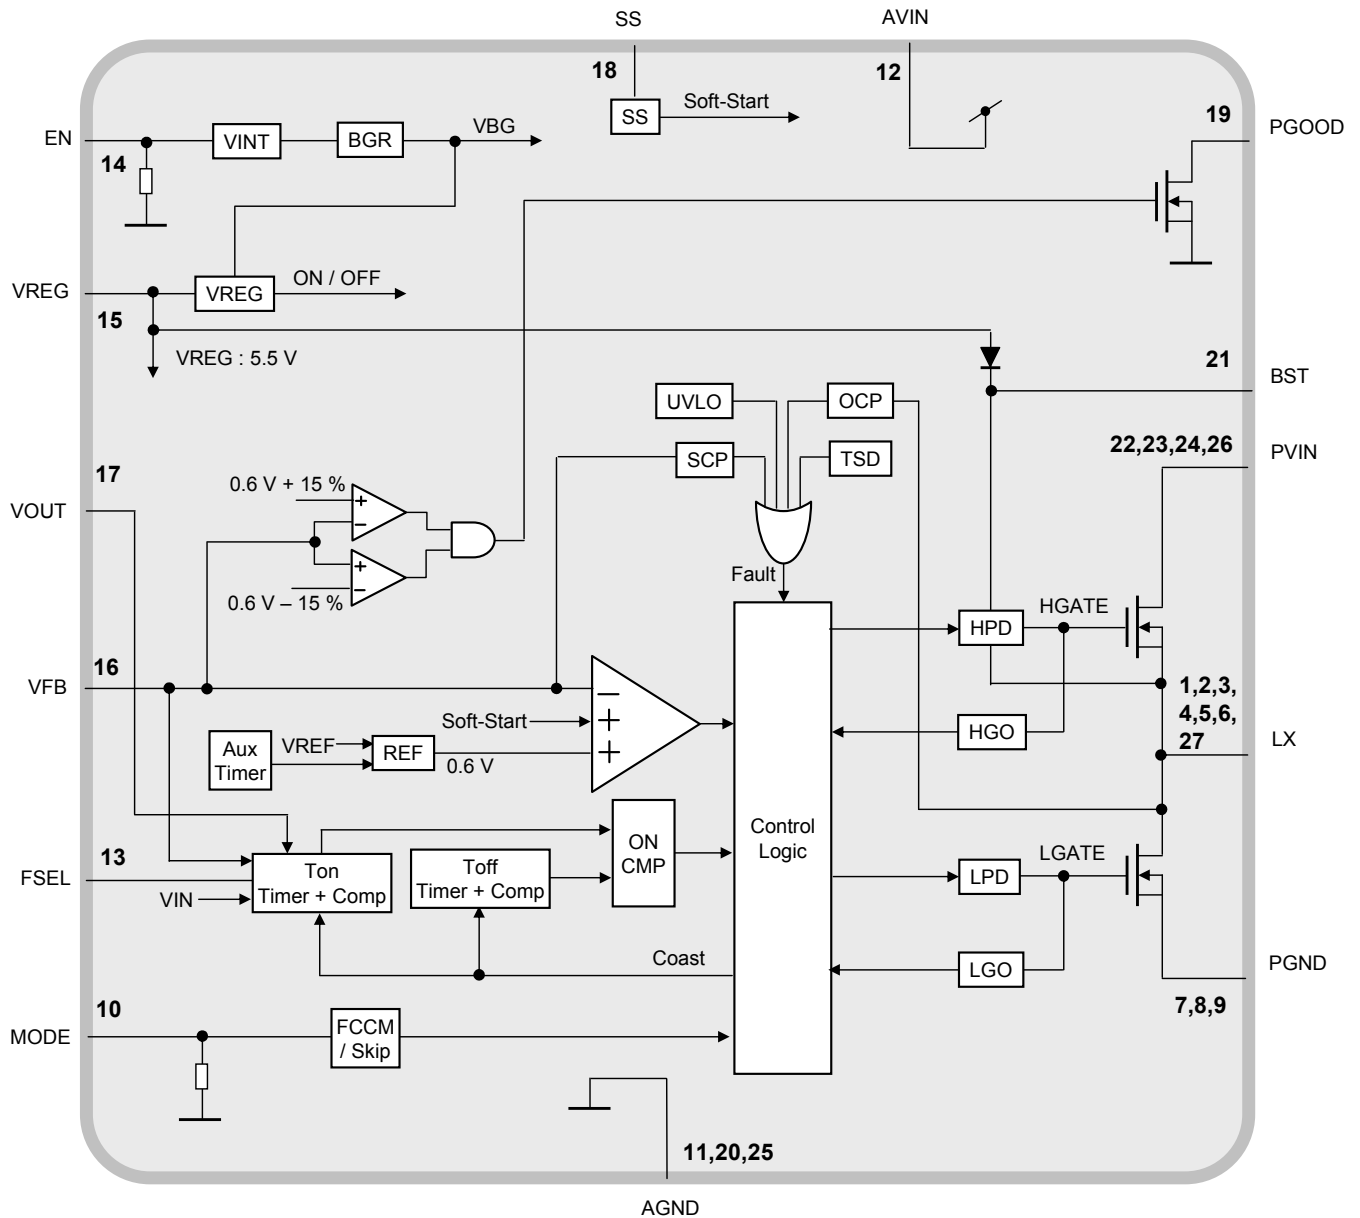 SS
AVIN
18
12
SS
Soft-Start
19
PGOOD
EN
14
VINT
BGR
VBG
VREG
15
VREG
ON / OFF
VREG : 5.5 V
21
BST
UVLO
OCP
SCP
TSD
22,23,24,26
PVIN
17
VOUT
0.6 V + 15 %
+
−
+
−
0.6 V – 15 %
Fault
HPD
HGATE
16
VFB
−
Soft-Start
+
+
Aux
Timer
VREF
REF
0.6 V
HGO
1,2,3,
4,5,6,
27
LX
Control
Logic
ON
CMP
13
FSEL
VIN
Ton
Timer + Comp
Toff
Timer + Comp
LPD
LGATE
Coast
LGO
PGND
7,8,9
10
MODE
FCCM
/ Skip
11,20,25
AGND